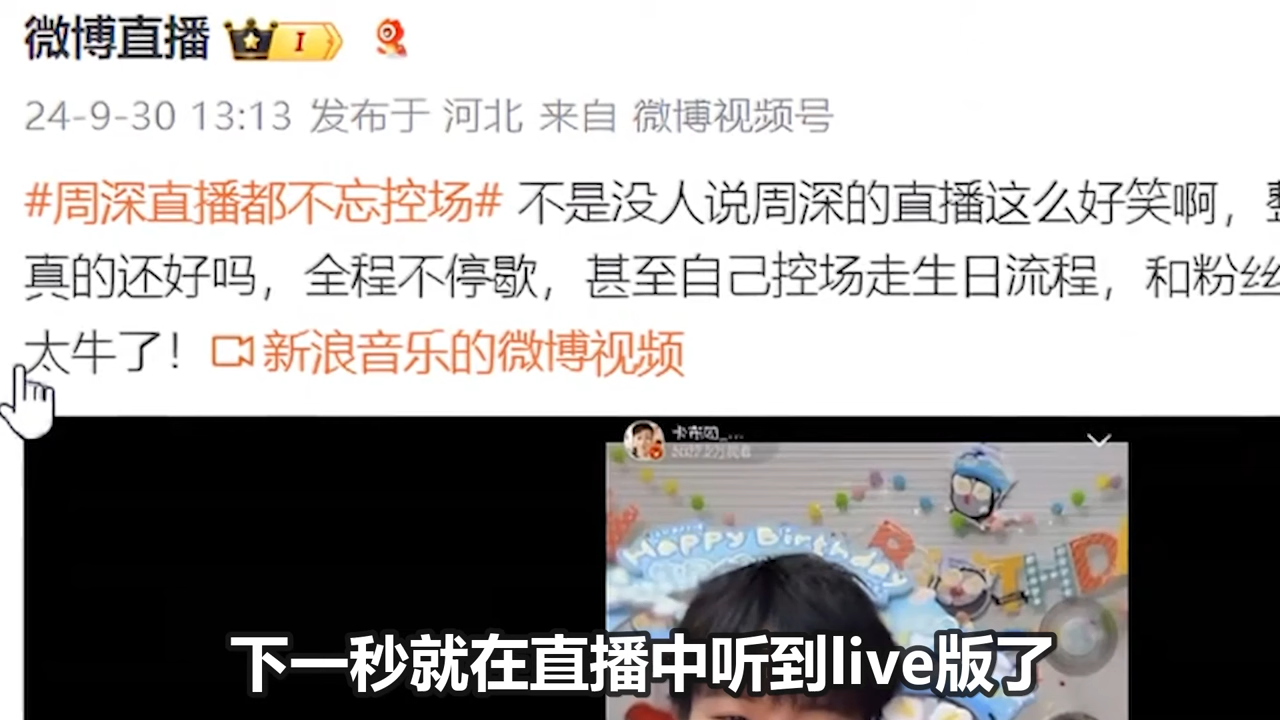 微博直播 I
24-9-30 13:13 发布于 河北 来自 微博视频号
#周深直播都不忘控场# 不是没人说周深的直播这么好笑啊，整
真的还好吗，全程不停歇，甚至自己控场走生日流程，和粉丝
太牛了！ 新浪音乐的微博视频
卡布叻_...
Happy Birthday
下一秒就在直播中听到live版了